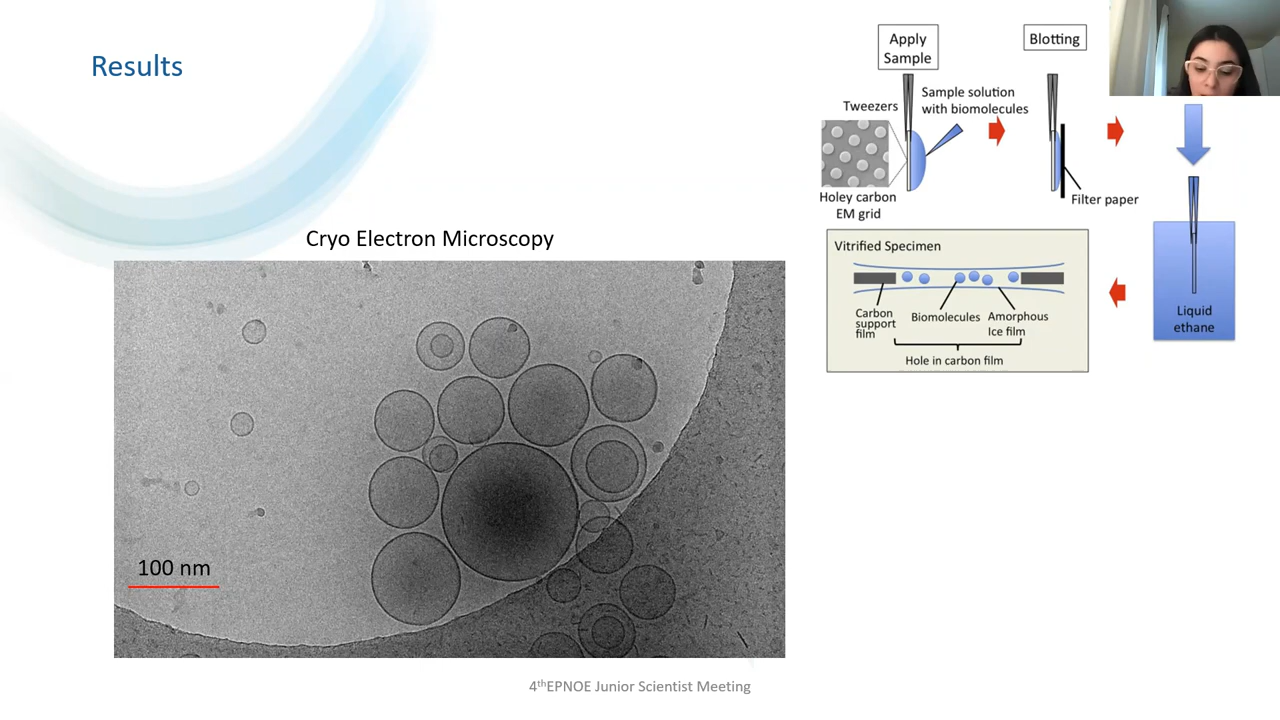 Results
Apply
Sample
Blotting
Tweezers
Sample solution
with biomolecules
Holey carbon
EM grid
Filter paper
Cryo Electron Microscopy
Vitrified Specimen
Carbon
support
film
Biomolecules
Amorphous
Ice film
Hole in carbon film
Liquid
ethane
100 nm
4thEPNOE Junior Scientist Meeting